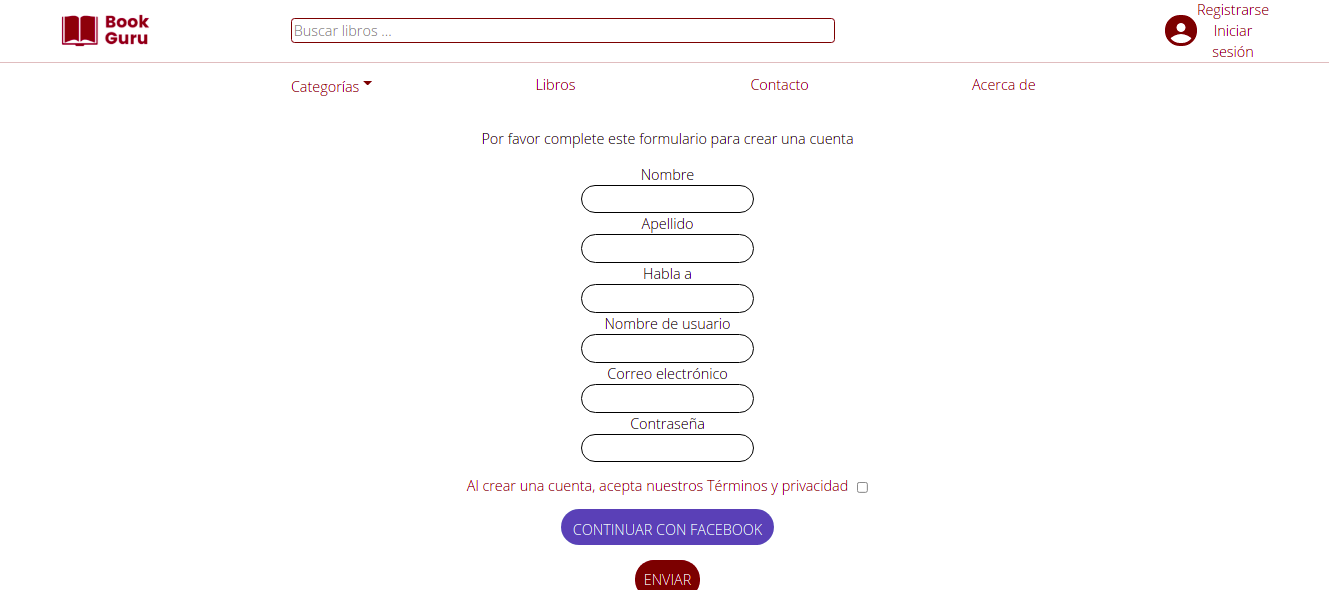 Book
Guru
Buscar libros ...
Registrarse
Iniciar
sesión
Categorías
Libros
Contacto
Acerca de
Por favor complete este formulario para crear una cuenta
Nombre
Apellido
Habla a
Nombre de usuario
Correo electrónico
Contraseña
Al crear una cuenta, acepta nuestros Términos y privacidad
CONTINUAR CON FACEBOOK
ENVIAR